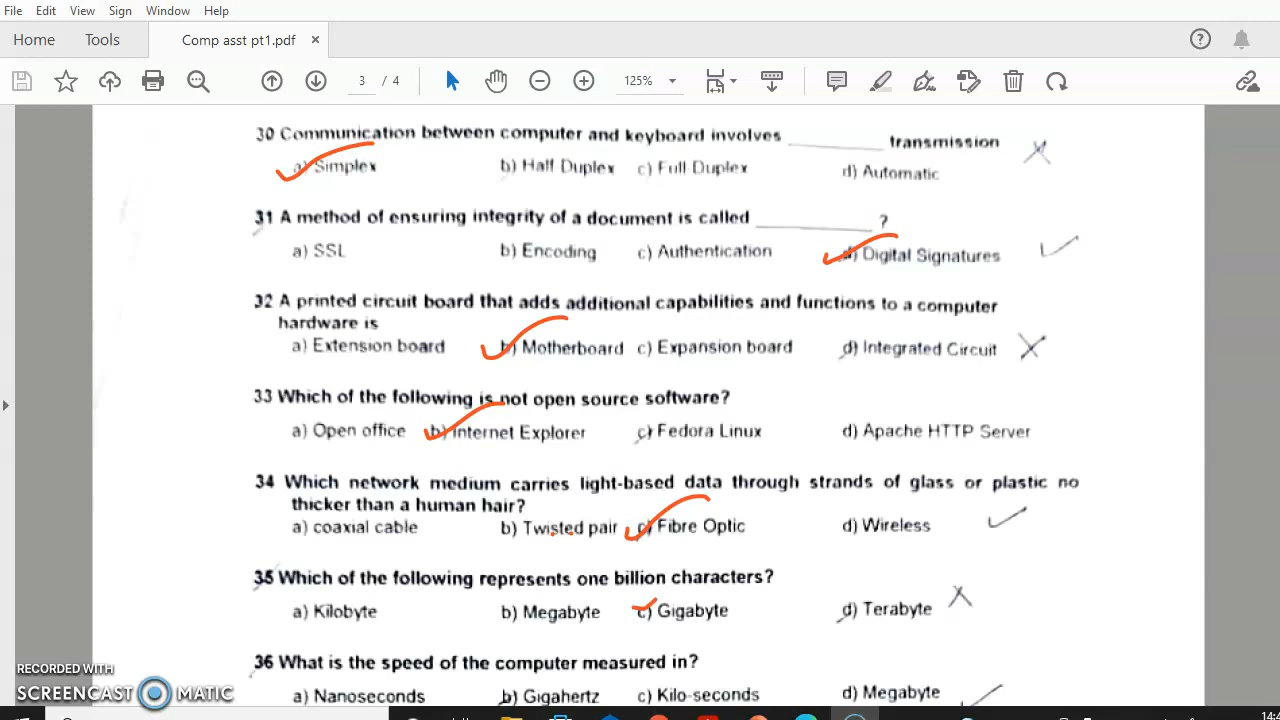 File Edit View Sign Window Help
Home Tools Comp asst pt1.pdf ×
3 / 4 125%
30 Communication between computer and keyboard involves ________ transmission
a) Simplex b) Half Duplex c) Full Duplex d) Automatic
31 A method of ensuring integrity of a document is called __________ ?
a) SSL b) Encoding c) Authentication d) Digital Signatures
32 A printed circuit board that adds additional capabilities and functions to a computer
hardware is
a) Extension board b) Motherboard c) Expansion board d) Integrated Circuit
33 Which of the following is not open source software?
a) Open office b) Internet Explorer c) Fedora Linux d) Apache HTTP Server
34 Which network medium carries light-based data through strands of glass or plastic no
thicker than a human hair?
a) coaxial cable b) Twisted pair c) Fibre Optic d) Wireless
35 Which of the following represents one billion characters?
a) Kilobyte b) Megabyte c) Gigabyte d) Terabyte
36 What is the speed of the computer measured in?
a) Nanoseconds b) Gigahertz c) Kilo-seconds d) Megabyte
RECORDED WITH
SCREENCAST MATIC